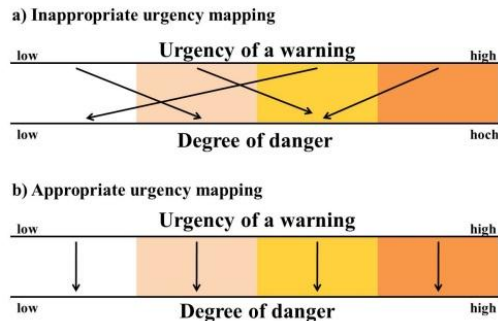 a) Inappropriate urgency mapping
low Urgency of a warning high
low Degree of danger hoch
b) Appropriate urgency mapping
low Urgency of a warning high
low Degree of danger high